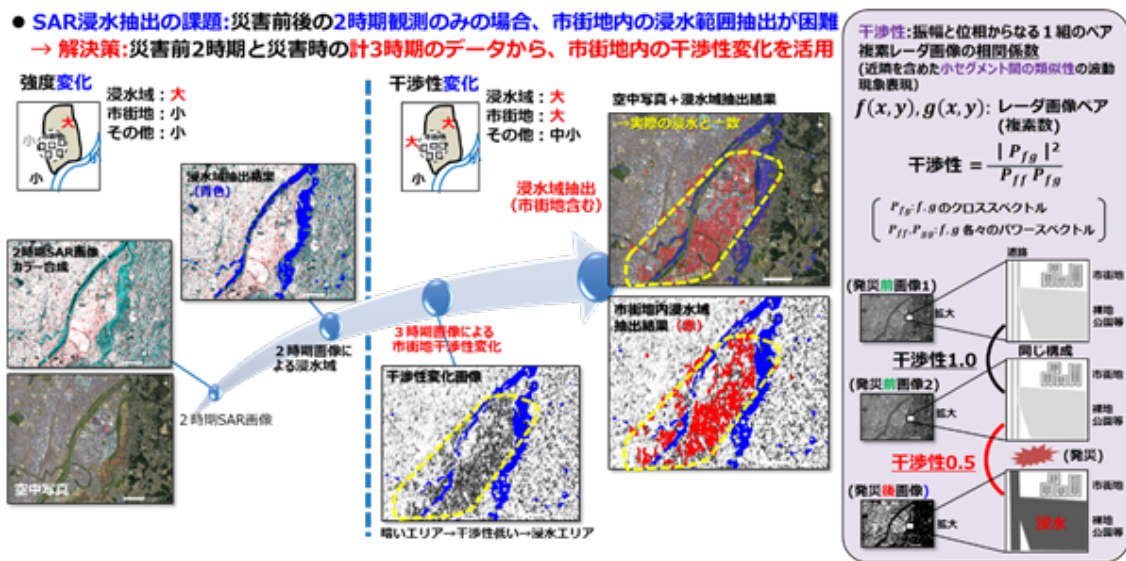 ● SAR浸水抽出の課題：災害前後の2時期観測のみの場合、市街地内の浸水範囲抽出が困難
→ 解決策：災害前2時期と災害時の計3時期のデータから、市街地内の干渉性変化を活用
強度変化
浸水域：大
市街地：小
その他：小
大
小
小
浸水域抽出結果
（青色）
2時期SAR画像
カラー合成
空中写真
2時期SAR画像
2時期画像に
よる浸水域
干渉性変化
浸水域：大
市街地：大
その他：中小
大
大
小
浸水域抽出
（市街地含む）
3時期画像による
市街地干渉性変化
干渉性変化画像
暗いエリア→干渉性低い→浸水エリア
空中写真＋浸水域抽出結果
→実際の浸水と一致
市街地内浸水域
抽出結果（赤）
干渉性：振幅と位相からなる１組のペア
複素レーダ画像の相関係数
(近隣を含めた小セグメント間の類似性の波動
現象表現)
f(x,y),g(x,y)： レーダ画像ペア
(複素数)
干渉性 = | P_fg |² / P_ff P_fg
P_fg：f,g のクロススペクトル
P_ff,P_gg：f,g 各々のパワースペクトル
道路
(発災前画像1)
拡大
市街地
裸地
公園等
干渉性1.0
同じ構成
(発災前画像2)
拡大
市街地
裸地
公園等
干渉性0.5
(発災)
(発災後画像)
拡大
市街地
浸水
裸地
公園等